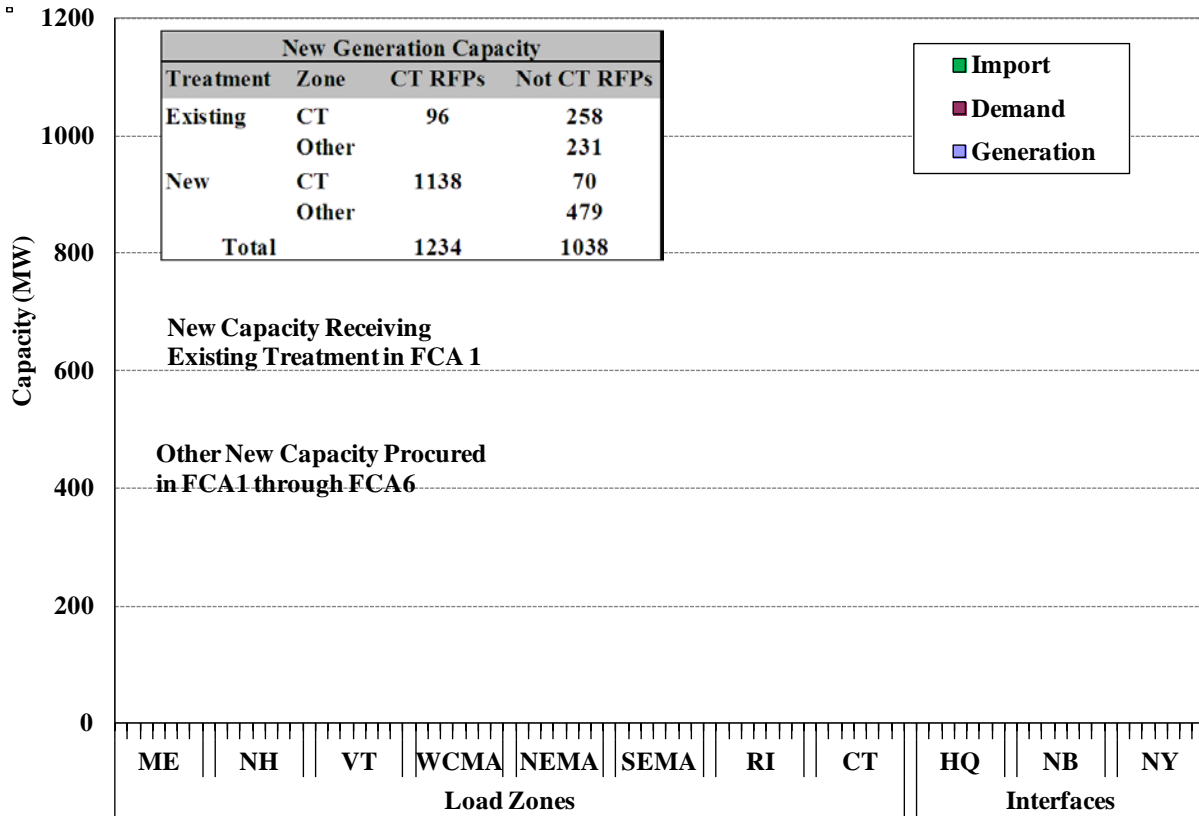 1200
1000
800
600
400
200
0
Capacity (MW)
New Generation Capacity
Treatment Zone CT RFPs Not CT RFPs
Existing CT 96 258
Other 231
New CT 1138 70
Other 479
Total 1234 1038
Import
Demand
Generation
New Capacity Receiving
Existing Treatment in FCA 1
Other New Capacity Procured
in FCA1 through FCA6
ME NH VT WCMA NEMA SEMA RI CT HQ NB NY
Load Zones Interfaces